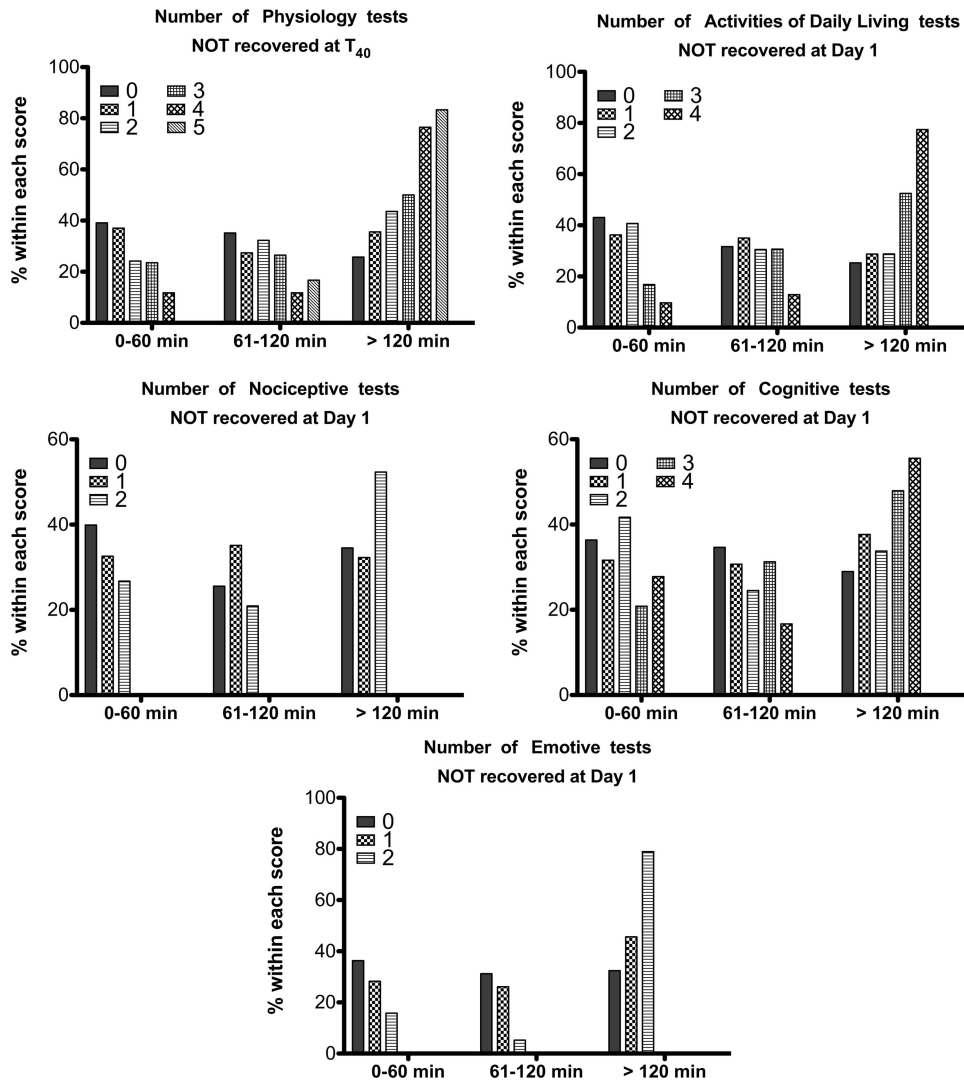 Number of Physiology tests
NOT recovered at T40
% within each score
100
80
60
40
20
0
0
1
2
3
4
5
0-60 min
61-120 min
> 120 min
Number of Activities of Daily Living tests
NOT recovered at Day 1
% within each score
100
80
60
40
20
0
0
1
2
3
4
0-60 min
61-120 min
> 120 min
Number of Nociceptive tests
NOT recovered at Day 1
% within each score
60
40
20
0
0
1
2
0-60 min
61-120 min
> 120 min
Number of Cognitive tests
NOT recovered at Day 1
% within each score
60
40
20
0
0
1
2
3
4
0-60 min
61-120 min
> 120 min
Number of Emotive tests
NOT recovered at Day 1
% within each score
100
80
60
40
20
0
0
1
2
0-60 min
61-120 min
> 120 min